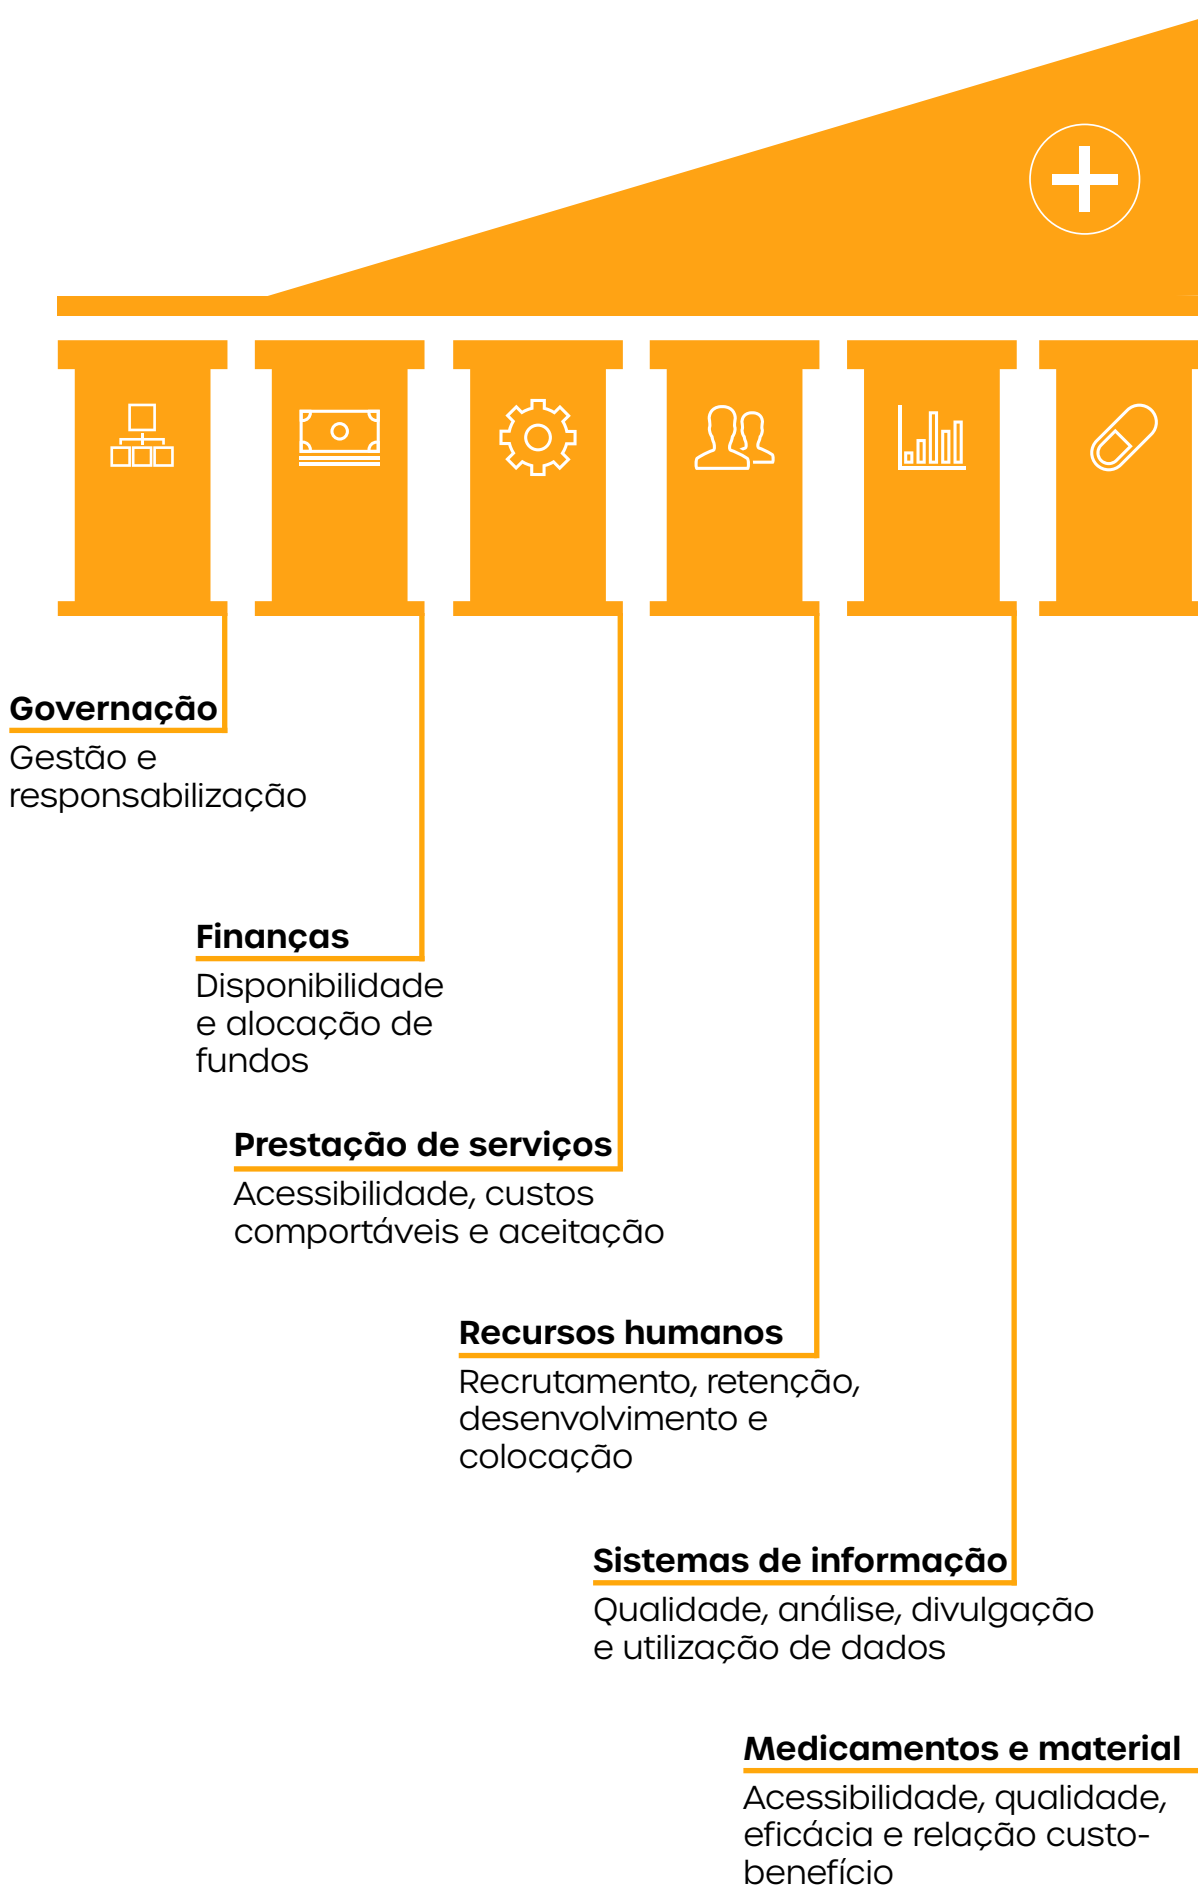 Governação
Gestão e
responsabilização
Finanças
Disponibilidade
e alocação de
fundos
Prestação de serviços
Acessibilidade, custos
comportáveis e aceitação
Recursos humanos
Recrutamento, retenção,
desenvolvimento e
colocação
Sistemas de informação
Qualidade, análise, divulgação
e utilização de dados
Medicamentos e material
Acessibilidade, qualidade,
eficácia e relação custo-
benefício